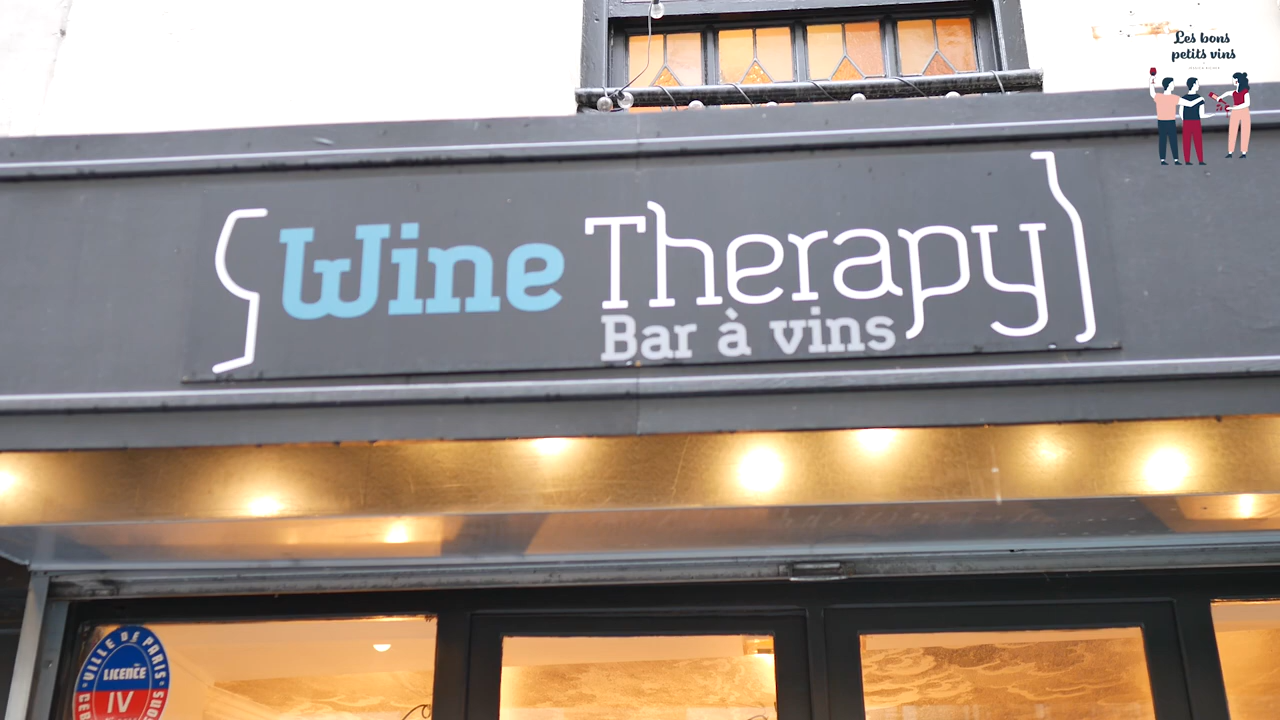 Les bons
petits vins
Wine Therapy
Bar à vins
VILLE DE PARIS
LICENCE
IV